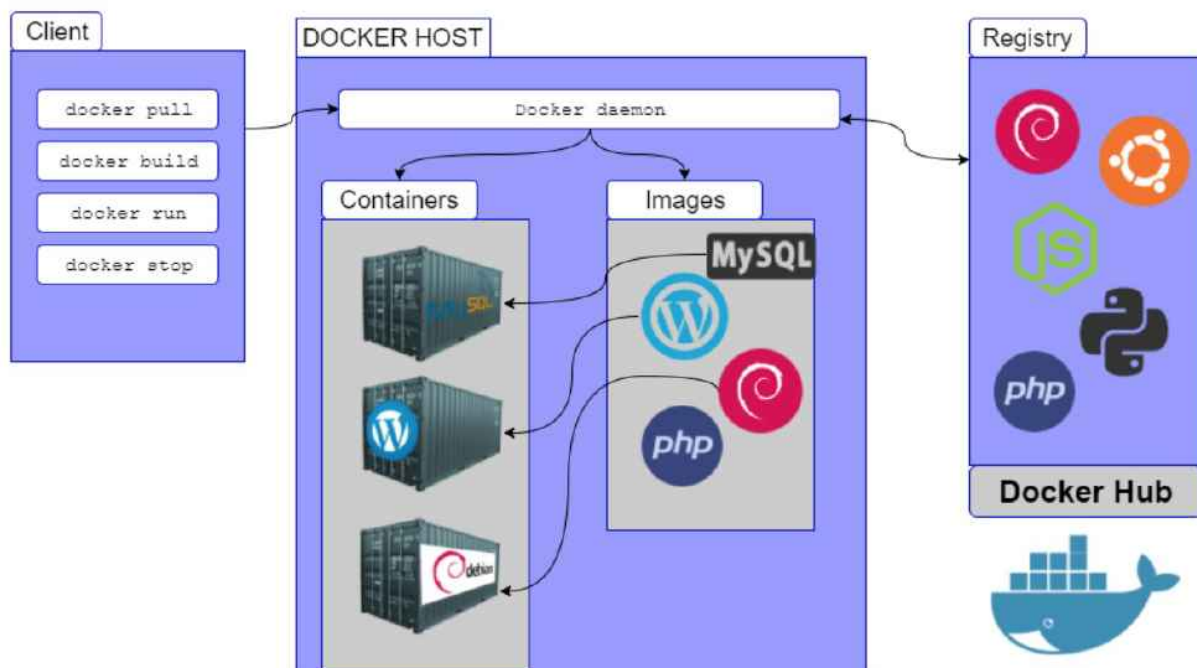 Client
docker pull
docker build
docker run
docker stop
DOCKER HOST
Docker daemon
Containers
SQL
W
debian
Images
MySQL
W
php
Registry
JS
php
Docker Hub